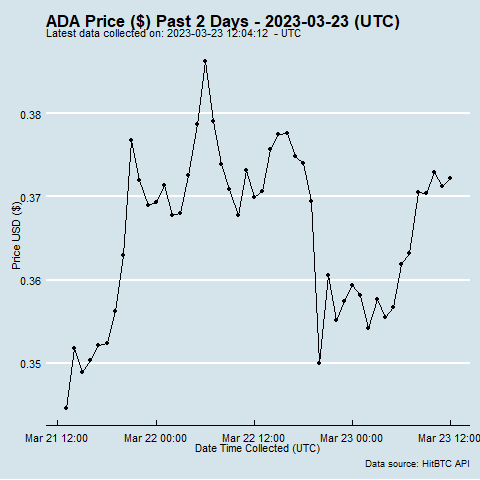 ADA Price ($) Past 2 Days - 2023-03-23 (UTC)
Latest data collected on: 2023-03-23 12:04:12 - UTC
Price USD ($)
0.38
0.37
0.36
0.35
Mar 21 12:00 Mar 22 00:00 Mar 22 12:00 Mar 23 00:00 Mar 23 12:00
Date Time Collected (UTC)
Data source: HitBTC API